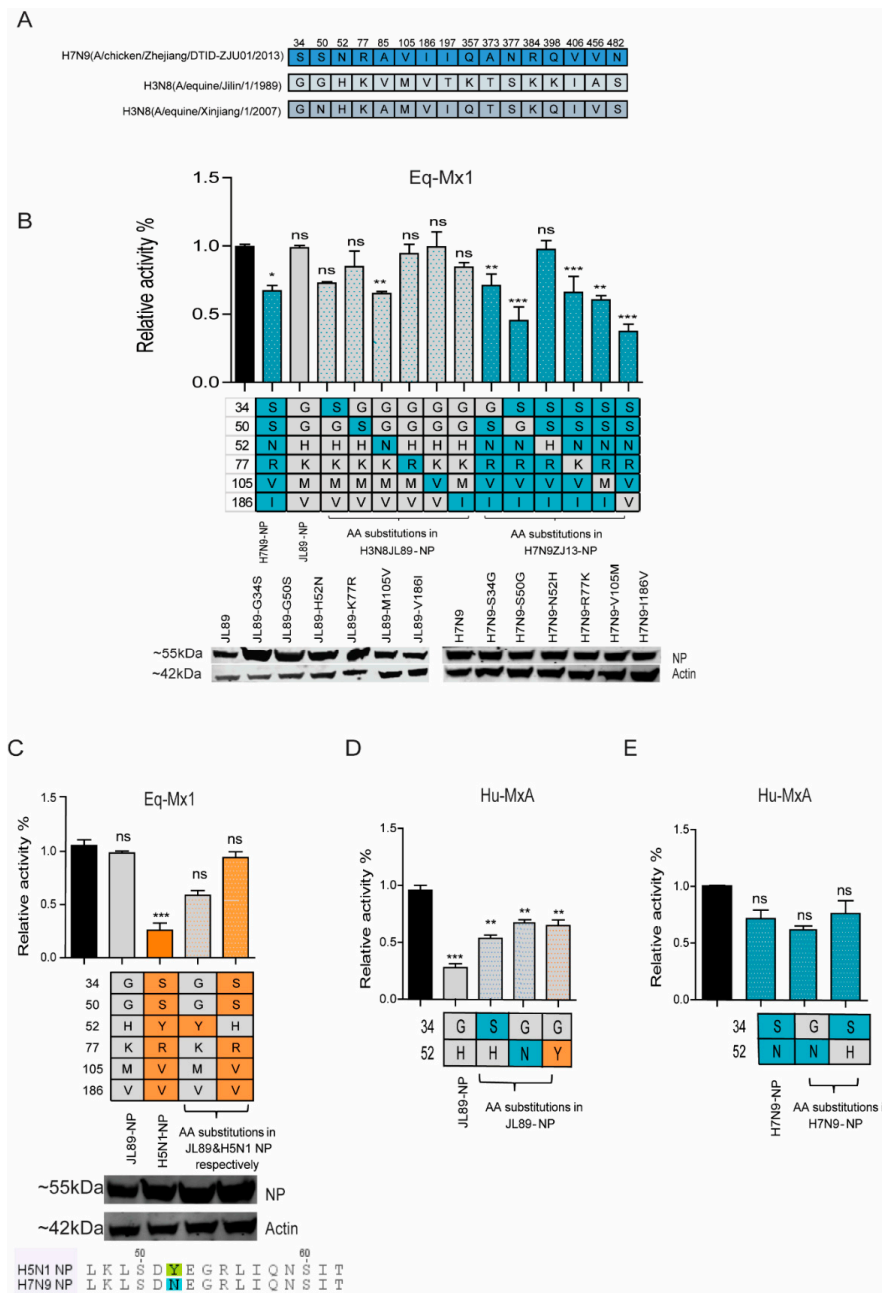 A
34 50 52 77 85 105 186 197 357 373 377 384 398 406 456 482
H7N9(A/chicken/Zhejiang/DTID-ZJU01/2013) S S N R A V I I Q A N R Q V V N
H3N8(A/equine/Jilin/1/1989) G G H K V M V T K T S K K I A S
H3N8(A/equine/Xinjiang/1/2007) G N H K A M V I Q T S K Q I V S
B
Eq-Mx1
Relative activity %
1.5
1.0
0.5
0.0
* ns ns ns ** ns ns ns ** *** ns *** ** ***
34 S G S G G G G G G S S S S S
50 S G G S G G G G S G S S S S
52 N H H H N H H H N N H N N N
77 R K K K K R K K R R R K R R
105 V M M M M M V M V V V V M V
186 I V V V V V V I I I I I I V
H7N9-NP
JL89-NP
AA substitutions in
H3N8JL89-NP
AA substitutions in
H7N9ZJ13-NP
JL89
JL89-G34S
JL89-G50S
JL89-H52N
JL89-K77R
JL89-M105V
JL89-V186I
H7N9
H7N9-S34G
H7N9-S50G
H7N9-N52H
H7N9-R77K
H7N9-V105M
H7N9-I186V
~55kDa NP
~42kDa Actin
C
Eq-Mx1
Relative activity %
1.5
1.0
0.5
0.0
ns *** ns ns
34 G S G S
50 G S G S
52 H Y Y H
77 K R K R
105 M V M V
186 V V V V
JL89-NP
H5N1-NP
AA substitutions in
JL89&H5N1 NP
respectively
~55kDa NP
~42kDa Actin
50 60
H5N1 NP L K L S D Y E G R L I Q N S I T
H7N9 NP L K L S D N E G R L I Q N S I T
D
Hu-MxA
Relative activity %
1.5
1.0
0.5
0.0
*** ** ** **
34 G S G G
52 H H N Y
JL89-NP
AA substitutions in
JL89-NP
E
Hu-MxA
Relative activity %
1.5
1.0
0.5
0.0
ns ns ns
34 S G S
52 N N H
H7N9-NP
AA substitutions i
H7N9-NP